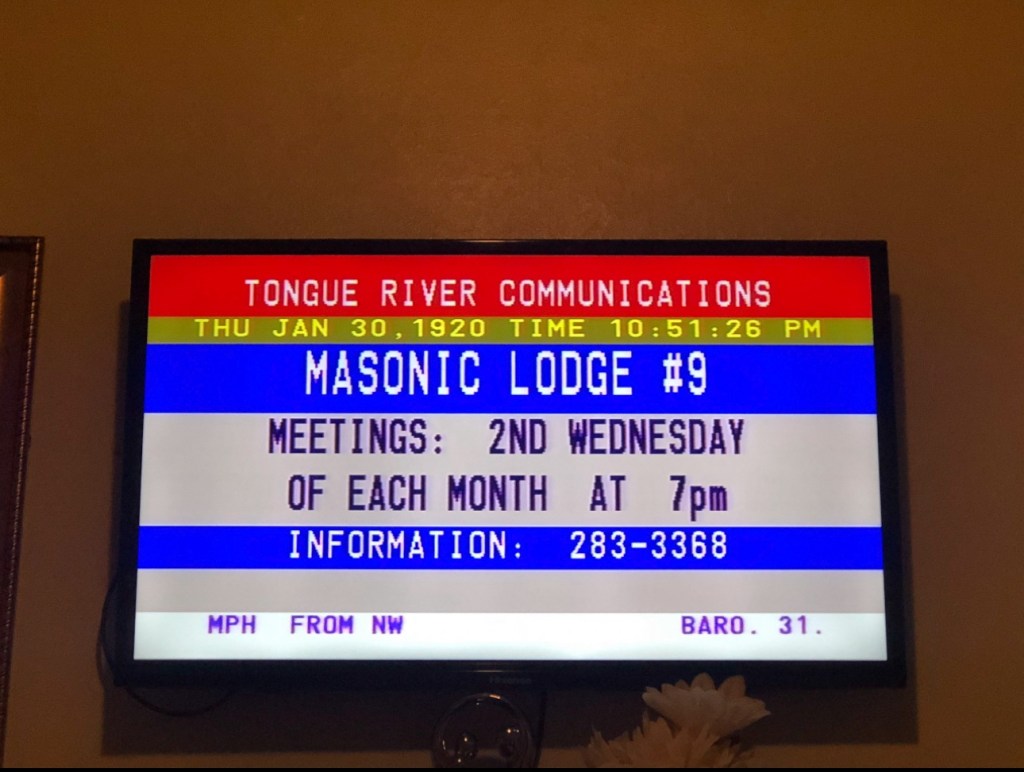 TONGUE RIVER COMMUNICATIONS
THU JAN 30,1920 TIME 10:51:26 PM
MASONIC LODGE #9
MEETINGS: 2ND WEDNESDAY
OF EACH MONTH AT 7pm
INFORMATION: 283-3368
MPH FROM NW BARO. 31.